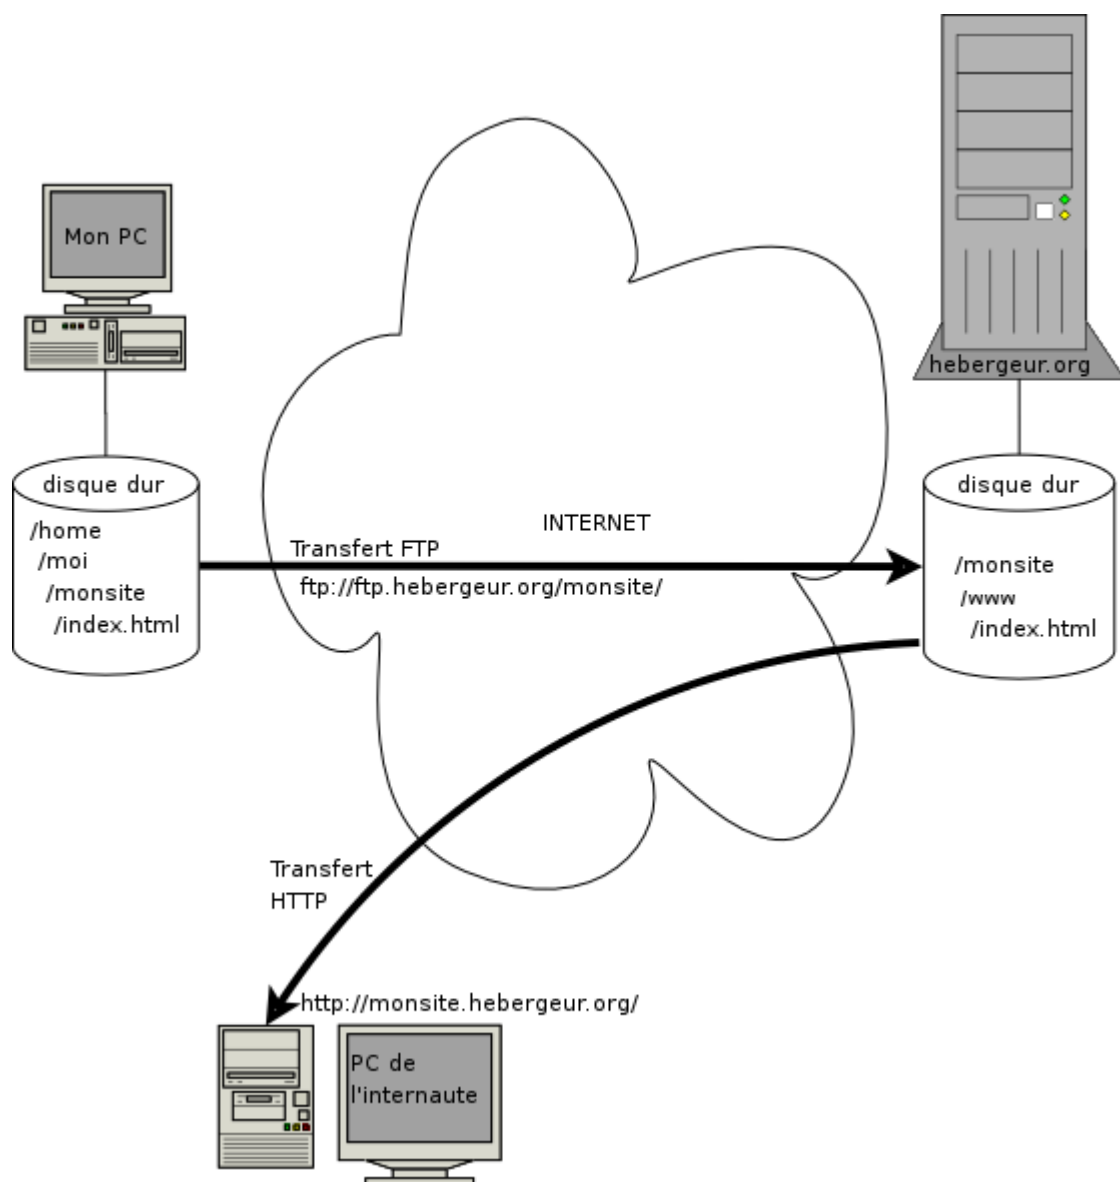 Mon PC
hebergeur.org
disque dur
/home
/moi
/monsite
/index.html
INTERNET
Transfert FTP
ftp://ftp.hebergeur.org/monsite/
disque dur
/monsite
/www
/index.html
Transfert
HTTP
http://monsite.hebergeur.org/
PC de
l'internaute